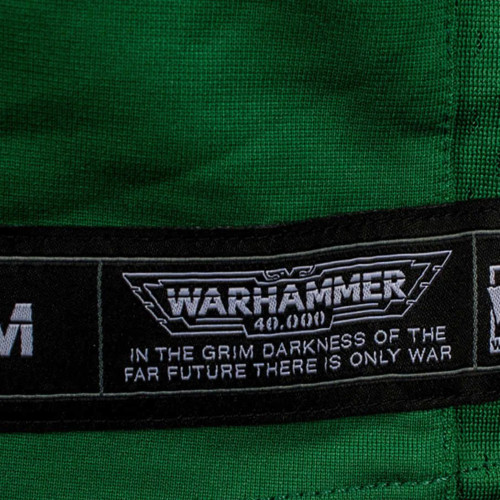 M
WARHAMMER
40,000
IN THE GRIM DARKNESS OF THE
FAR FUTURE THERE IS ONLY WAR